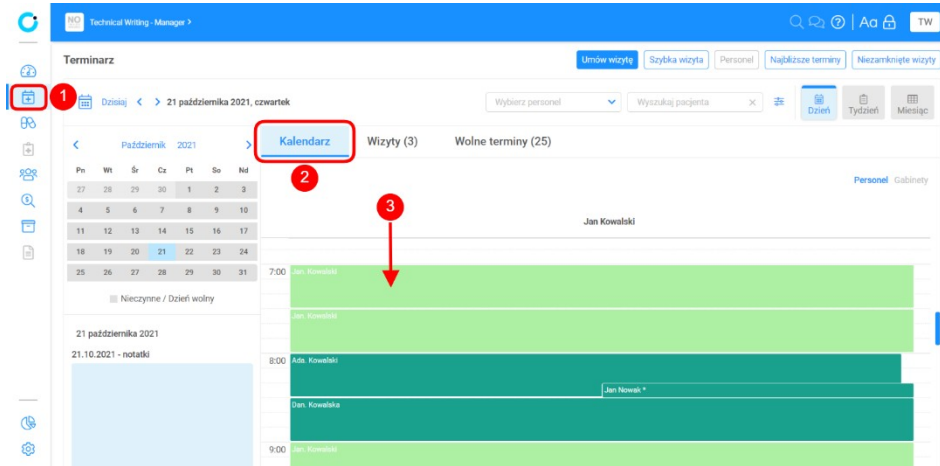 NO Technical Writing - Manager > Aa TW
Terminarz Umów wizytę Szybka wizyta Personel Najbliższe terminy Niezamknięte wizyty
1 Dzisiaj < > 21 października 2021, czwartek Wybierz personel Wyszukaj pacjenta × Dzień Tydzień Miesiąc
< Październik 2021 > Kalendarz Wizyty (3) Wolne terminy (25)
2
Pn Wt Śr Cz Pt So Nd
27 28 29 30 1 2 3
4 5 6 7 8 9 10
11 12 13 14 15 16 17
18 19 20 21 22 23 24
25 26 27 28 29 30 31
Nieczynne / Dzień wolny
21 października 2021
21.10.2021 - notatki
Personel Gabinety
3
Jan Kowalski
7:00 Jan. Kowalski
Jan. Kowalski
8:00 Ada. Kowalski
Jan Nowak *
Dan. Kowalska
9:00 Jan. Kowalski